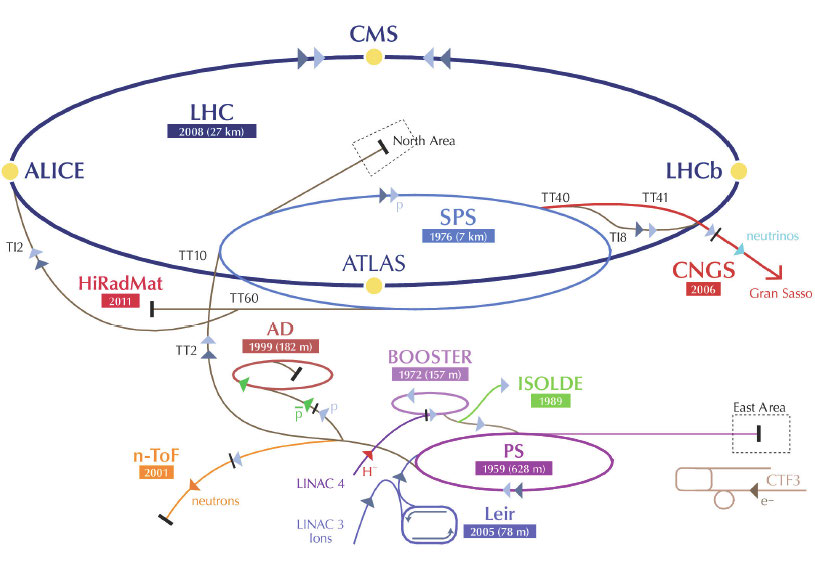 CMS
LHC
2008 (27 km)
North Area
ALICE
LHCb
p
TT40
TT41
SPS
1976 (7 km)
TI8
neutrinos
TI2
TT10
ATLAS
CNGS
2006
Gran Sasso
HiRadMat
2011
TT60
AD
1999 (182 m)
TT2
BOOSTER
1972 (157 m)
ISOLDE
1989
p
p
East Area
n-ToF
2001
neutrons
PS
1959 (628 m)
H⁻
LINAC 4
CTF3
e–
LINAC 3
Ions
Leir
2005 (78 m)